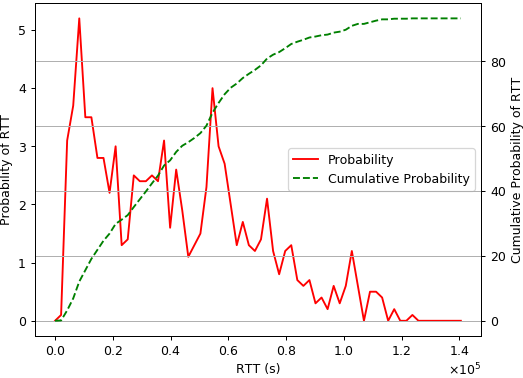 Probability of RTT
5
4
3
2
1
0
Probability
Cumulative Probability
80
60
40
20
0
Cumulative Probability of RTT
0.0 0.2 0.4 0.6 0.8 1.0 1.2 1.4
RTT (s)
×10⁵